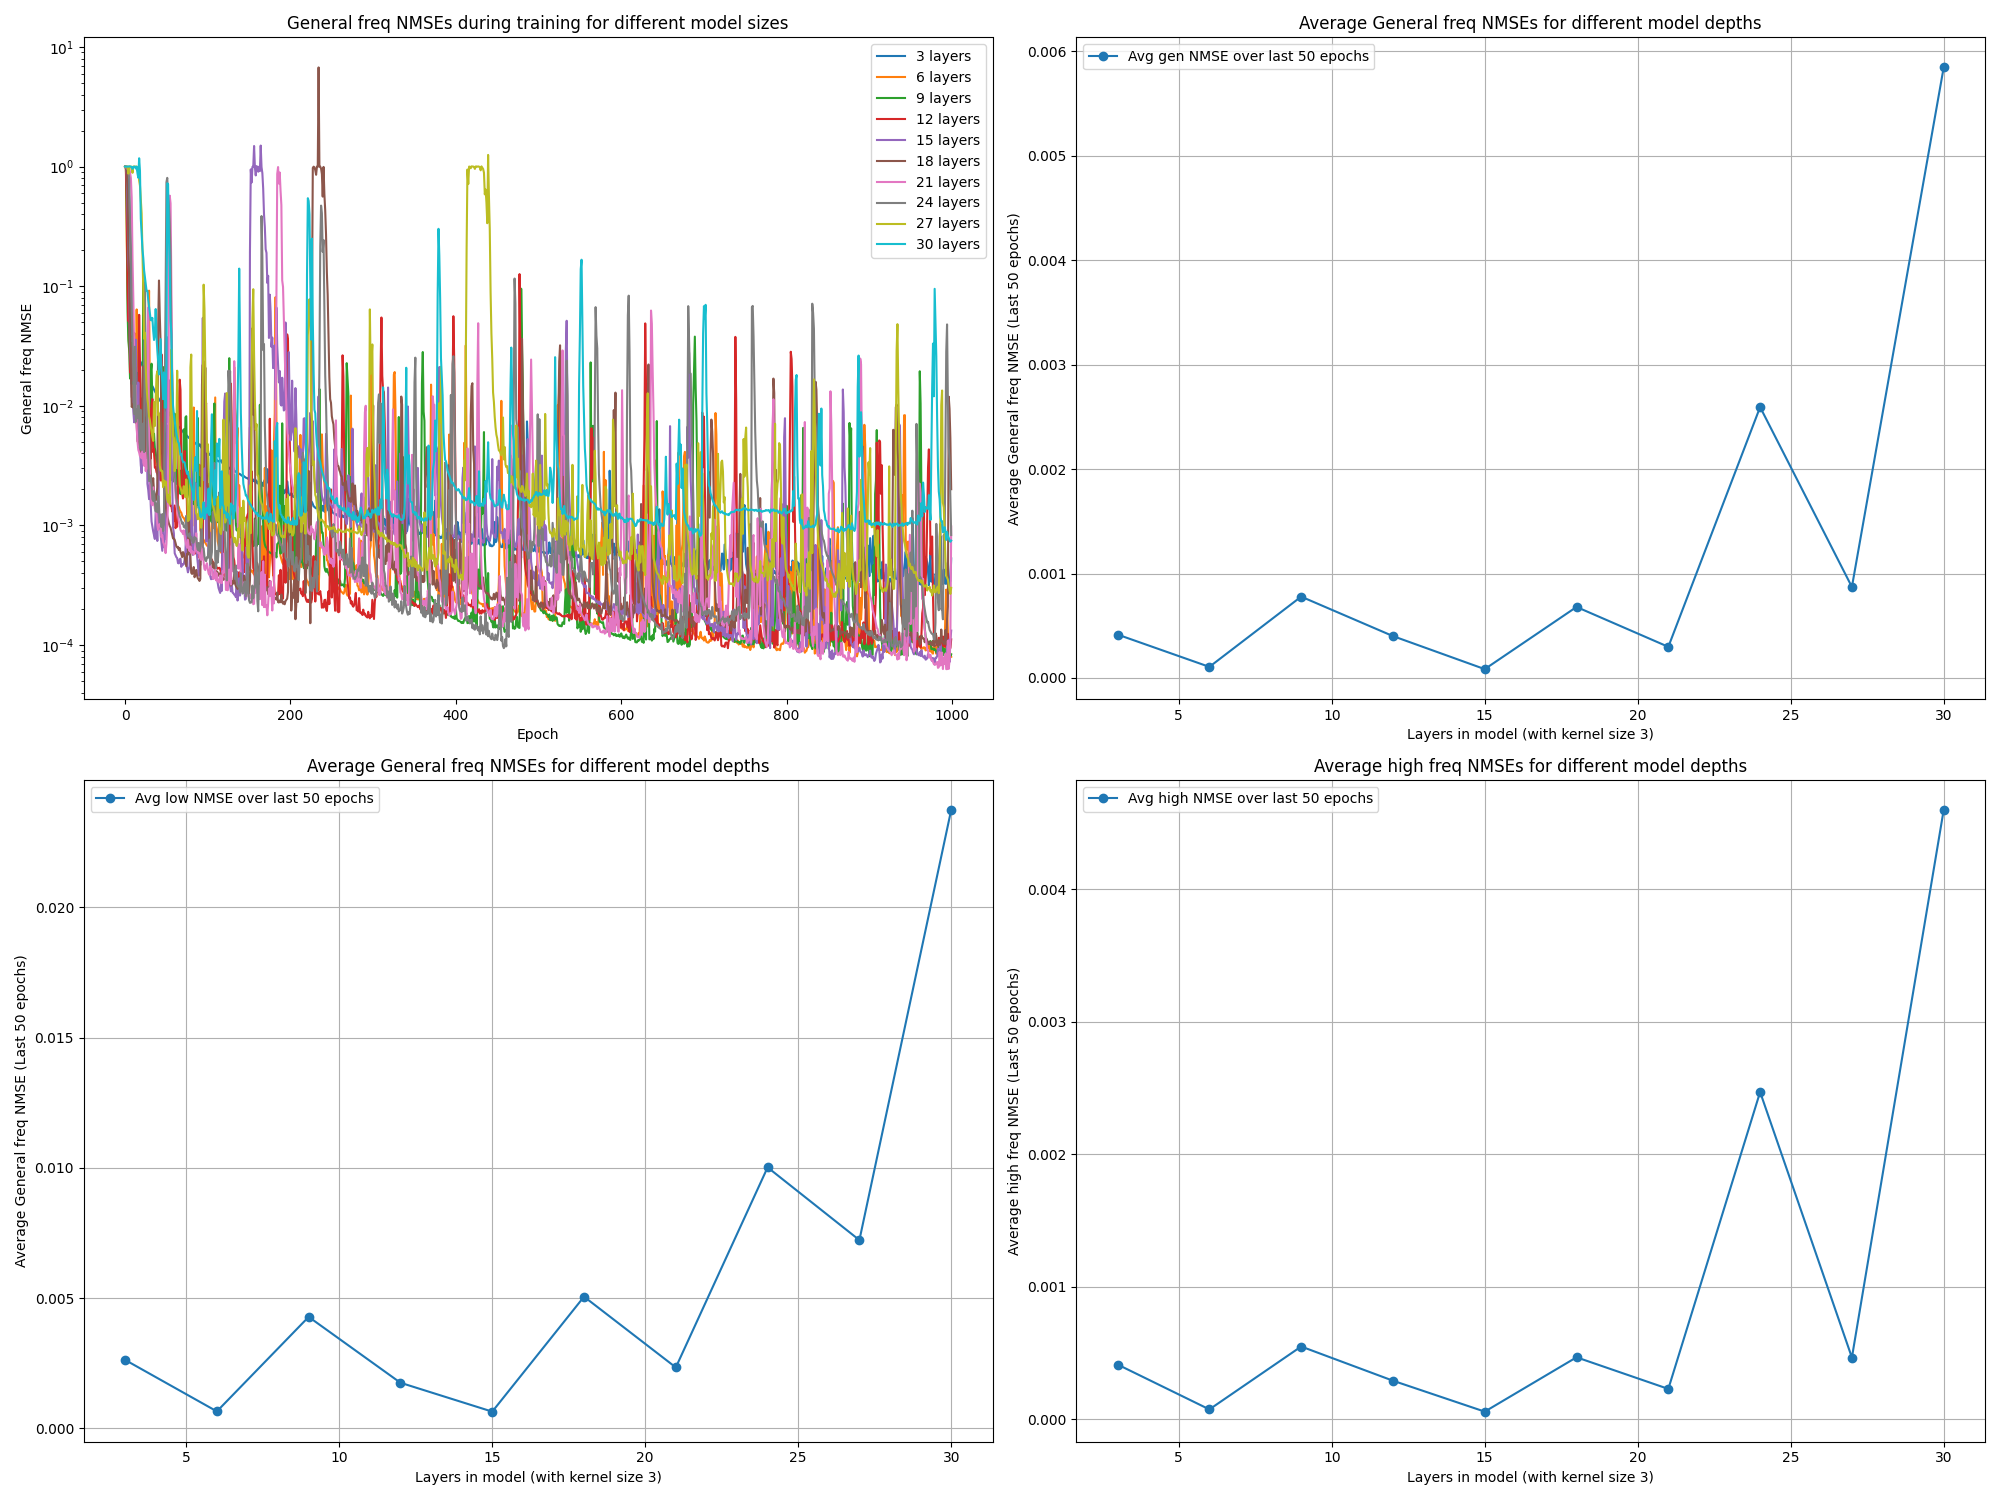 General freq NMSEs during training for different model sizes
General freq NMSE
10^1
10^0
10^-1
10^-2
10^-3
10^-4
0 200 400 600 800 1000
Epoch
3 layers
6 layers
9 layers
12 layers
15 layers
18 layers
21 layers
24 layers
27 layers
30 layers
Average General freq NMSEs for different model depths
Average General freq NMSE (Last 50 epochs)
Avg gen NMSE over last 50 epochs
0.006
0.005
0.004
0.003
0.002
0.001
0.000
5 10 15 20 25 30
Layers in model (with kernel size 3)
Average General freq NMSEs for different model depths
Average General freq NMSE (Last 50 epochs)
Avg low NMSE over last 50 epochs
0.020
0.015
0.010
0.005
0.000
5 10 15 20 25 30
Layers in model (with kernel size 3)
Average high freq NMSEs for different model depths
Average high freq NMSE (Last 50 epochs)
Avg high NMSE over last 50 epochs
0.004
0.003
0.002
0.001
0.000
5 10 15 20 25 30
Layers in model (with kernel size 3)